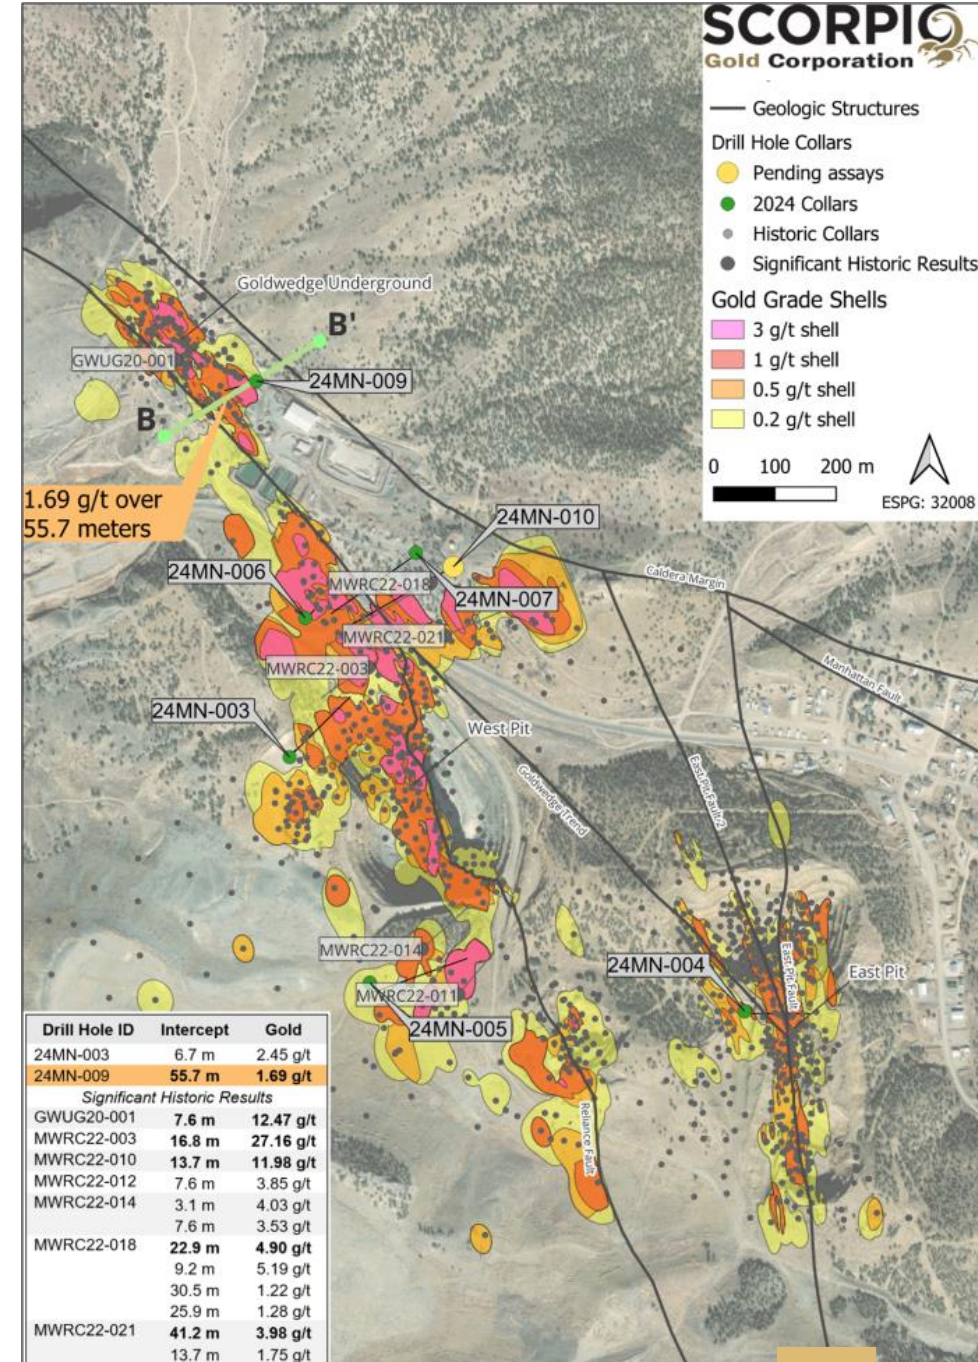 SCORPIO
Gold Corporation
Geologic Structures
Drill Hole Collars
Pending assays
2024 Collars
Historic Collars
Significant Historic Results
Gold Grade Shells
3 g/t shell
1 g/t shell
0.5 g/t shell
0.2 g/t shell
0 100 200 m
ESPG: 32008
Goldwedge Underground
B'
GWUG20-001
24MN-009
B
1.69 g/t over
55.7 meters
24MN-010
24MN-006
MWRC22-018
24MN-007
Caldera Margin
MWRC22-021
MWRC22-003
Manhattan Fault
24MN-003
West Pit
Goldwedge Trend
East Pit Fault 2
MWRC22-014
24MN-004
East Pit Fault
East Pit
MWRC22-011
24MN-005
Reliance Fault
Drill Hole ID Intercept Gold
24MN-003 6.7 m 2.45 g/t
24MN-009 55.7 m 1.69 g/t
Significant Historic Results
GWUG20-001 7.6 m 12.47 g/t
MWRC22-003 16.8 m 27.16 g/t
MWRC22-010 13.7 m 11.98 g/t
MWRC22-012 7.6 m 3.85 g/t
MWRC22-014 3.1 m 4.03 g/t
7.6 m 3.53 g/t
MWRC22-018 22.9 m 4.90 g/t
9.2 m 5.19 g/t
30.5 m 1.22 g/t
25.9 m 1.28 g/t
MWRC22-021 41.2 m 3.98 g/t
13.7 m 1.75 g/t